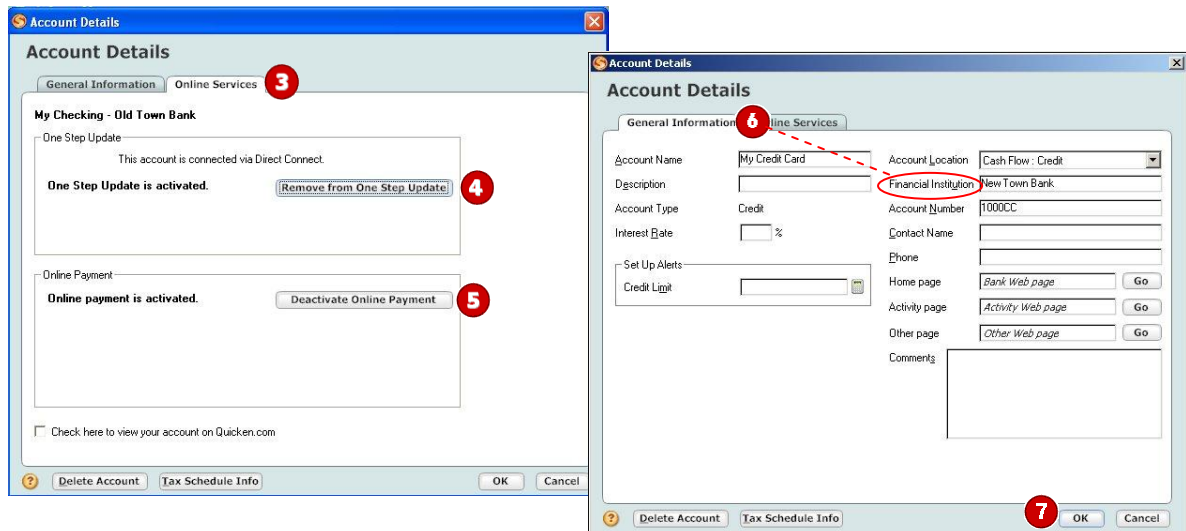 Account Details
Account Details
General Information
Online Services
3
My Checking - Old Town Bank
One Step Update
This account is connected via Direct Connect.
One Step Update is activated.
Remove from One Step Update
4
Online Payment
Online payment is activated.
Deactivate Online Payment
5
Check here to view your account on Quicken.com
?
Delete Account
Tax Schedule Info
OK
Cancel
Account Details
Account Details
General Information
6
line Services
Account Name
My Credit Card
Description
Account Type
Credit
Interest Rate
%
Set Up Alerts
Credit Limit
Account Location
Cash Flow : Credit
Financial Institution
New Town Bank
Account Number
1000CC
Contact Name
Phone
Home page
Bank Web page
Go
Activity page
Activity Web page
Go
Other page
Other Web page
Go
Comments
?
Delete Account
Tax Schedule Info
7
OK
Cancel